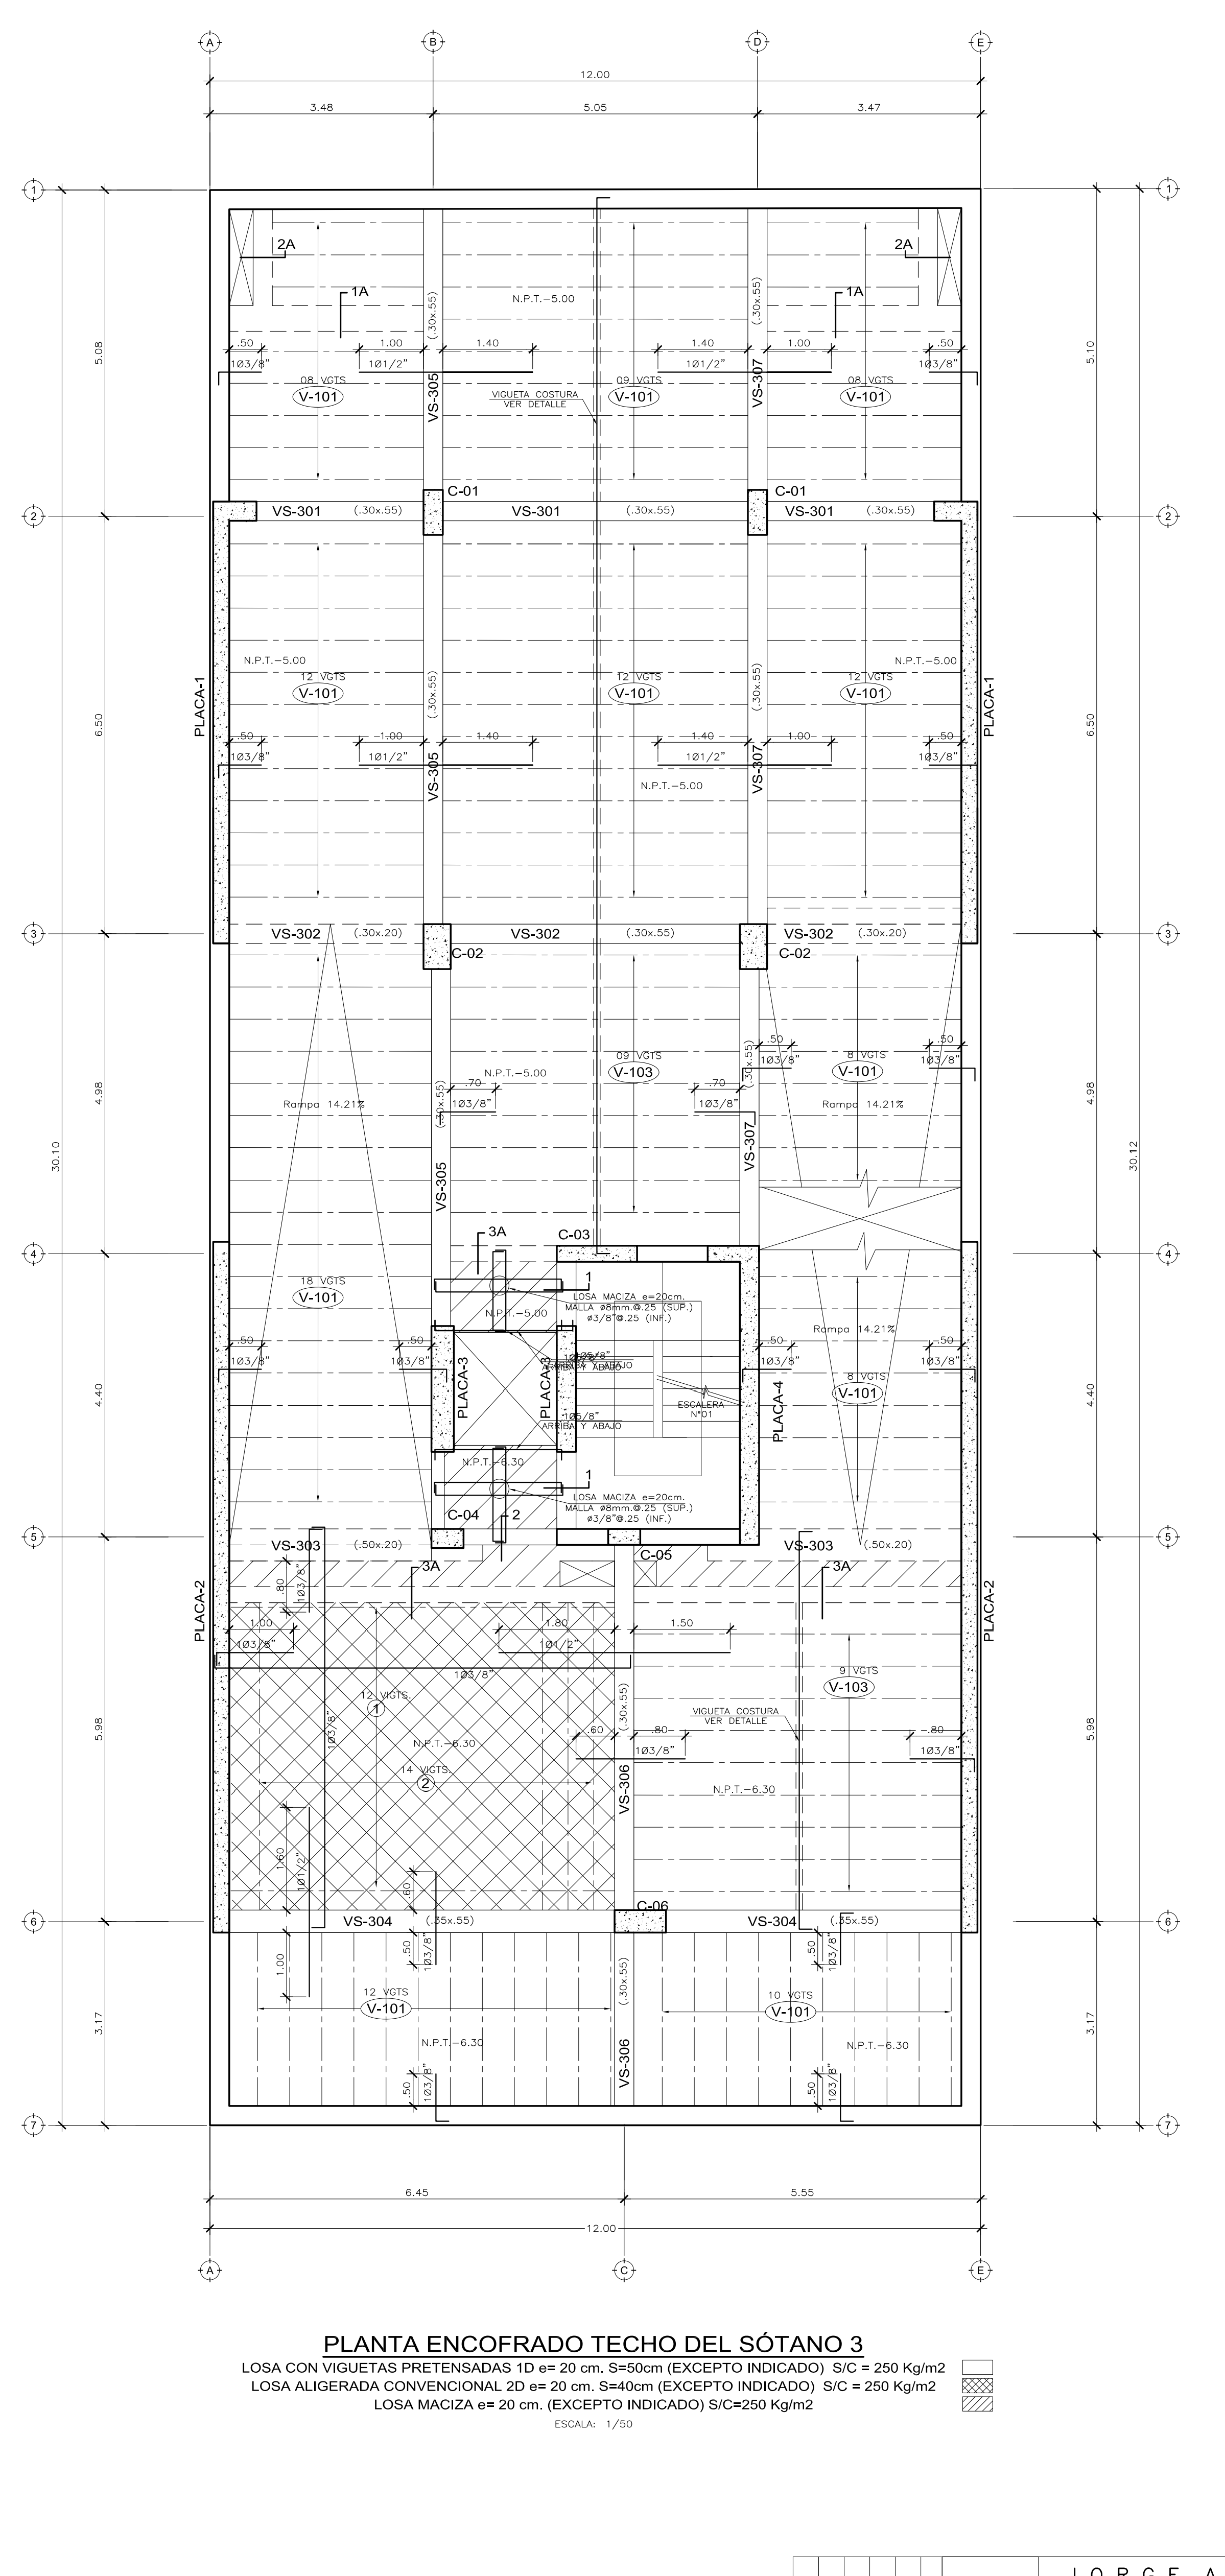 A
B
D
E
12.00
3.48
5.05
3.47
1
1
2A
2A
1A
1A
N.P.T.-5.00
(.30x.55)
(.30x.55)
5.08
5.10
.50
1.00
1.40
1.40
1.00
.50
1Ø3/8"
1Ø1/2"
1Ø1/2"
1Ø3/8"
08 VGTS
V-101
VS-305
VIGUETA COSTURA
VER DETALLE
09 VGTS
V-101
VS-307
08 VGTS
V-101
C-01
C-01
2
VS-301
(.30x.55)
VS-301
(.30x.55)
VS-301
(.30x.55)
2
N.P.T.-5.00
N.P.T.-5.00
12 VGTS
V-101
(.30x.55)
12 VGTS
V-101
(.30x.55)
12 VGTS
V-101
PLACA-1
PLACA-1
6.50
6.50
.50
1.00
1.40
1.40
1.00
.50
1Ø3/8"
1Ø1/2"
1Ø1/2"
1Ø3/8"
VS-305
VS-307
N.P.T.-5.00
3
VS-302
(.30x.20)
VS-302
(.30x.55)
VS-302
(.30x.20)
3
C-02
C-02
4.98
4.98
30.10
30.12
N.P.T.-5.00
09 VGTS
V-103
.50
.50
1Ø3/8"
1Ø3/8"
8 VGTS
V-101
.70
.70
1Ø3/8"
1Ø3/8"
(.30x.55)
(.30x.55)
Rampa 14.21%
Rampa 14.21%
VS-305
VS-307
3A
C-03
4
4
1
LOSA MACIZA e=20cm.
MALLA ø8mm.@.25 (SUP.)
ø3/8"@.25 (INF.)
N.P.T.-5.00
18 VGTS
V-101
Rampa 14.21%
.50
.50
.50
.50
1Ø3/8"
1Ø3/8"
1Ø3/8"
1Ø3/8"
1Ø5/8"
ARRIBA Y ABAJO
PLACA-3
PLACA-3
PLACA-4
8 VGTS
V-101
4.40
4.40
ESCALERA
N°01
1Ø5/8"
ARRIBA Y ABAJO
N.P.T.-6.30
1
LOSA MACIZA e=20cm.
MALLA ø8mm.@.25 (SUP.)
ø3/8"@.25 (INF.)
C-04
2
5
VS-303
(.50x.20)
C-05
VS-303
(.50x.20)
5
3A
3A
PLACA-2
PLACA-2
.80
1Ø3/8"
1.00
1.80
1.50
1Ø3/8"
1Ø1/2"
1Ø3/8"
12 VIGTS.
1
9 VGTS
V-103
(.30x.55)
VIGUETA COSTURA
VER DETALLE
1Ø3/8"
5.98
5.98
N.P.T.-6.30
.60
.80
.80
1Ø3/8"
1Ø3/8"
14 VIGTS.
2
VS-306
N.P.T.-6.30
1.60
1Ø1/2"
.60
C-06
6
VS-304
(.35x.55)
VS-304
(.35x.55)
6
.50
1Ø3/8"
.50
1Ø3/8"
1.00
(.30x.55)
12 VGTS
V-101
10 VGTS
V-101
3.17
3.17
N.P.T.-6.30
N.P.T.-6.30
VS-306
.50
1Ø3/8"
.50
1Ø3/8"
7
7
6.45
5.55
12.00
A
C
E
PLANTA ENCOFRADO TECHO DEL SÓTANO 3
LOSA CON VIGUETAS PRETENSADAS 1D e= 20 cm. S=50cm (EXCEPTO INDICADO) S/C = 250 Kg/m2
LOSA ALIGERADA CONVENCIONAL 2D e= 20 cm. S=40cm (EXCEPTO INDICADO) S/C = 250 Kg/m2
LOSA MACIZA e= 20 cm. (EXCEPTO INDICADO) S/C=250 Kg/m2
ESCALA: 1/50